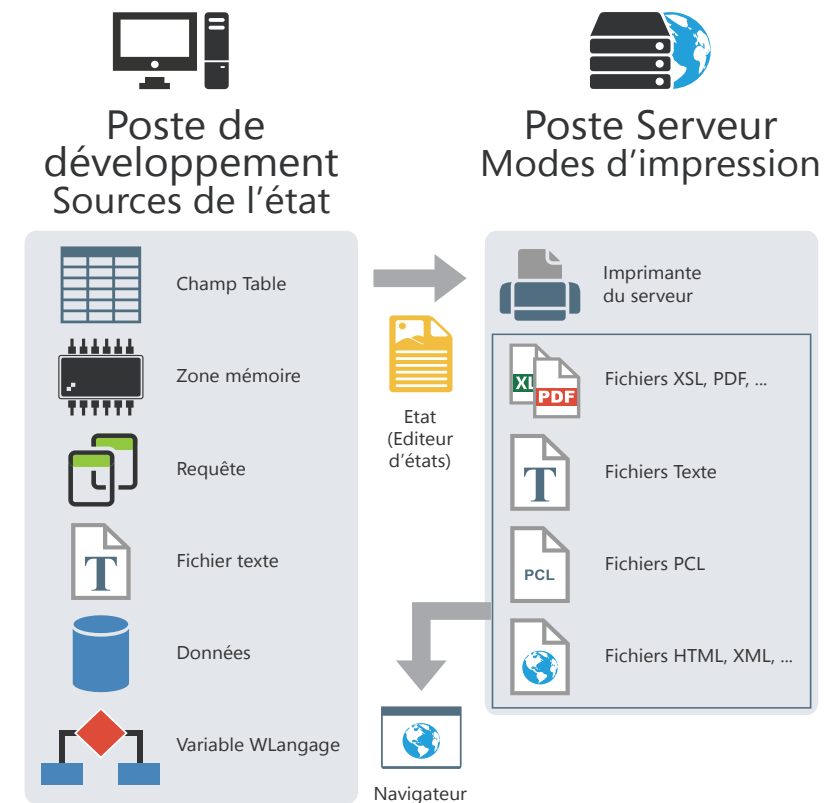 Poste de
développement
Sources de l'état
Champ Table
Zone mémoire
Requête
T
Fichier texte
Données
Variable WLangage
Etat
(Editeur
d'états)
Navigateur
Poste Serveur
Modes d'impression
Imprimante
du serveur
XL
PDF
Fichiers XSL, PDF, ...
T
Fichiers Texte
PCL
Fichiers PCL
Fichiers HTML, XML, ...